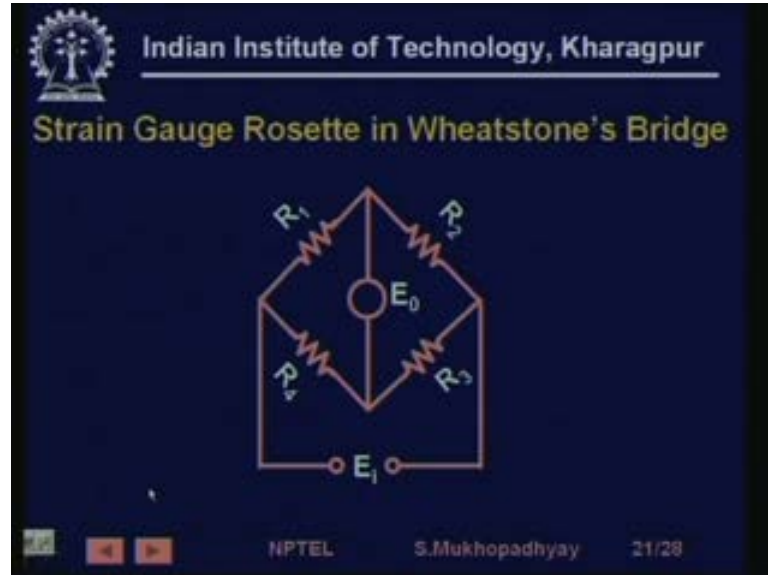 Indian Institute of Technology, Kharagpur
Strain Gauge Rosette in Wheatstone's Bridge
R₁
R₂
E₀
R₄
R₃
Eᵢ
NPTEL S.Mukhopadhyay 21/28